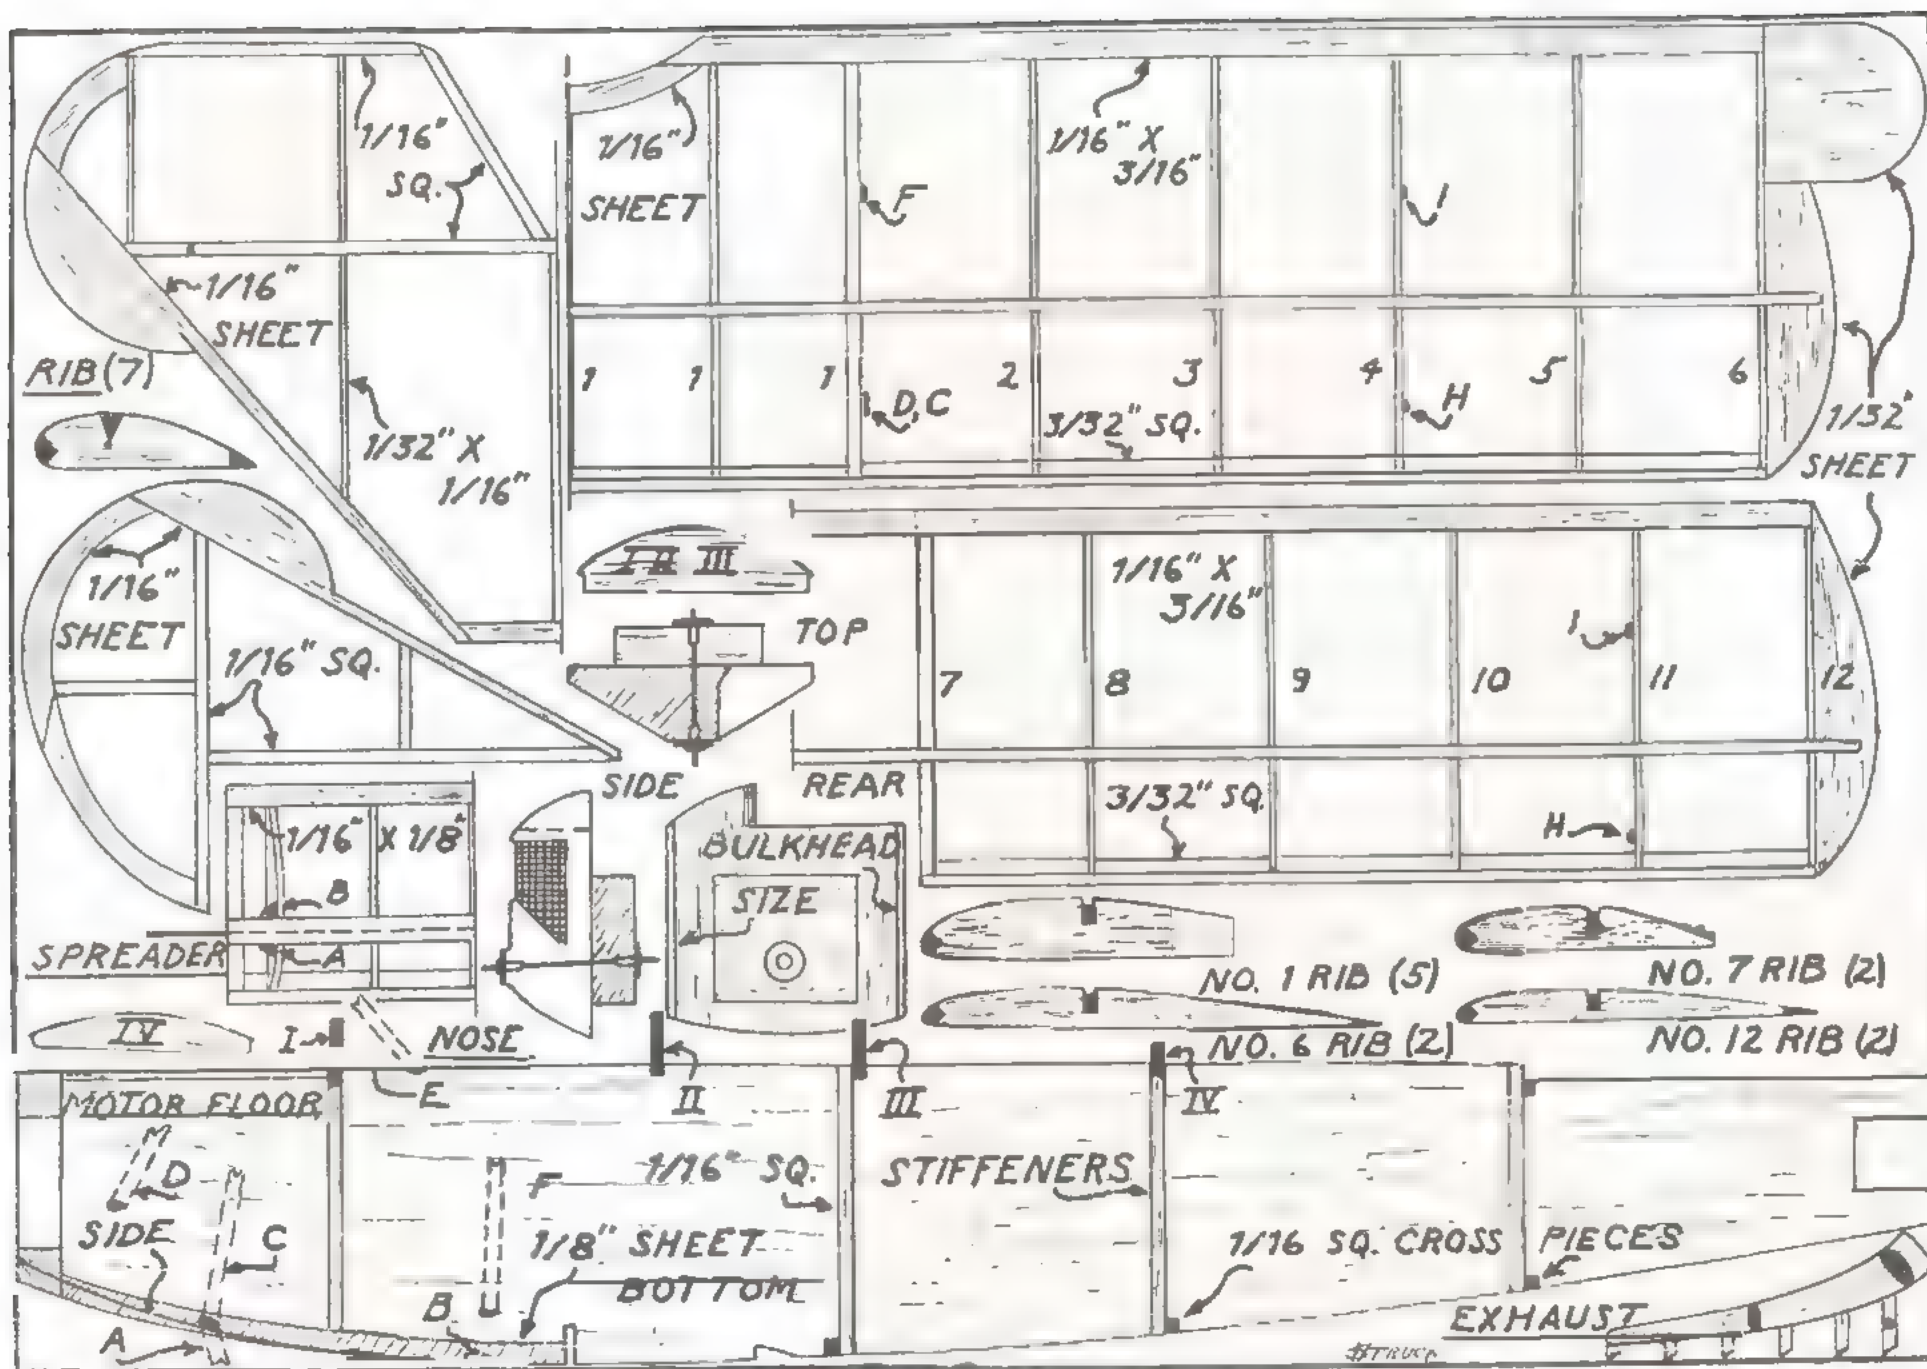 1/16"
SQ.
1/16"
SHEET
1/16" X
3/16"
F
I
1/16"
SHEET
RIB (7)
1/32" X
1/16"
1 1 1 2 3 4 5 6
D,C
H
3/32" SQ.
1/32"
SHEET
1/16"
SHEET
1/16" SQ.
I II III
TOP
1/16" X
3/16"
I
7 8 9 10 11 12
SIDE
REAR
3/32" SQ.
H
1/16" X 1/8"
B
A
SPREADER
BULKHEAD
SIZE
NO. 1 RIB (5)
NO. 7 RIB (2)
NO. 6 RIB (2)
NO. 12 RIB (2)
IV
I
NOSE
MOTOR FLOOR
E
II
III
IV
D
SIDE
C
A
F
B
1/16" SQ.
STIFFENERS
1/8" SHEET
BOTTOM
1/16 SQ. CROSS PIECES
EXHAUST